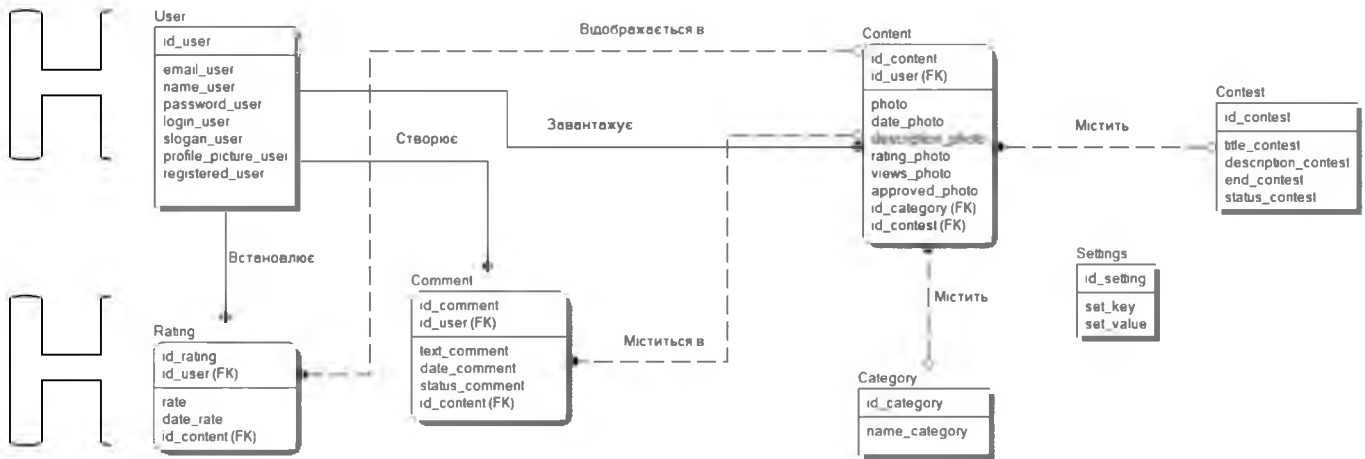 User
id_user
email_user
name_user
password_user
login_user
slogan_user
profile_picture_user
registered_user
Відображається в
Завантажує
Створює
Встановлює
Content
id_content
id_user (FK)
photo
date_photo
description_photo
rating_photo
views_photo
approved_photo
id_category (FK)
id_contest (FK)
Містить
Contest
id_contest
title_contest
description_contest
end_contest
status_contest
Settings
id_setting
set_key
set_value
Містить
Comment
id_comment
id_user (FK)
text_comment
date_comment
status_comment
id_content (FK)
Міститься в
Rating
id_rating
id_user (FK)
rate
date_rate
id_content (FK)
Category
id_category
name_category